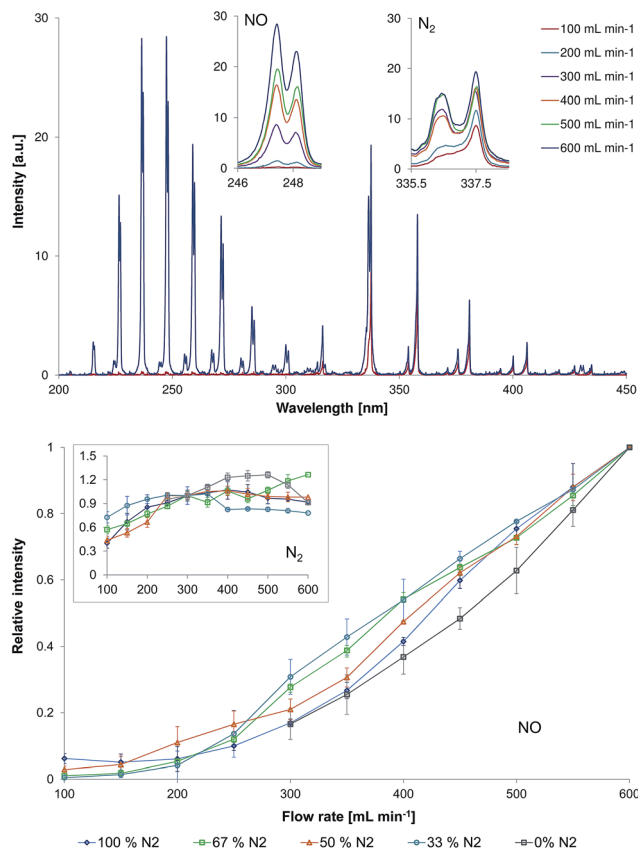 NO
N2
30
20
10
0
246
248
30
20
10
0
335.5
337.5
100 mL min-1
200 mL min-1
300 mL min-1
400 mL min-1
500 mL min-1
600 mL min-1
Intensity [a.u.]
30
20
10
0
200
250
300
350
400
450
Wavelength [nm]
Relative intensity
1
0.8
0.6
0.4
0.2
0
1.5
1.2
0.9
0.6
0.3
0
100
200
300
400
500
600
N2
NO
100
200
300
400
500
600
Flow rate [mL min-1]
100 % N2
67 % N2
50 % N2
33 % N2
0% N2